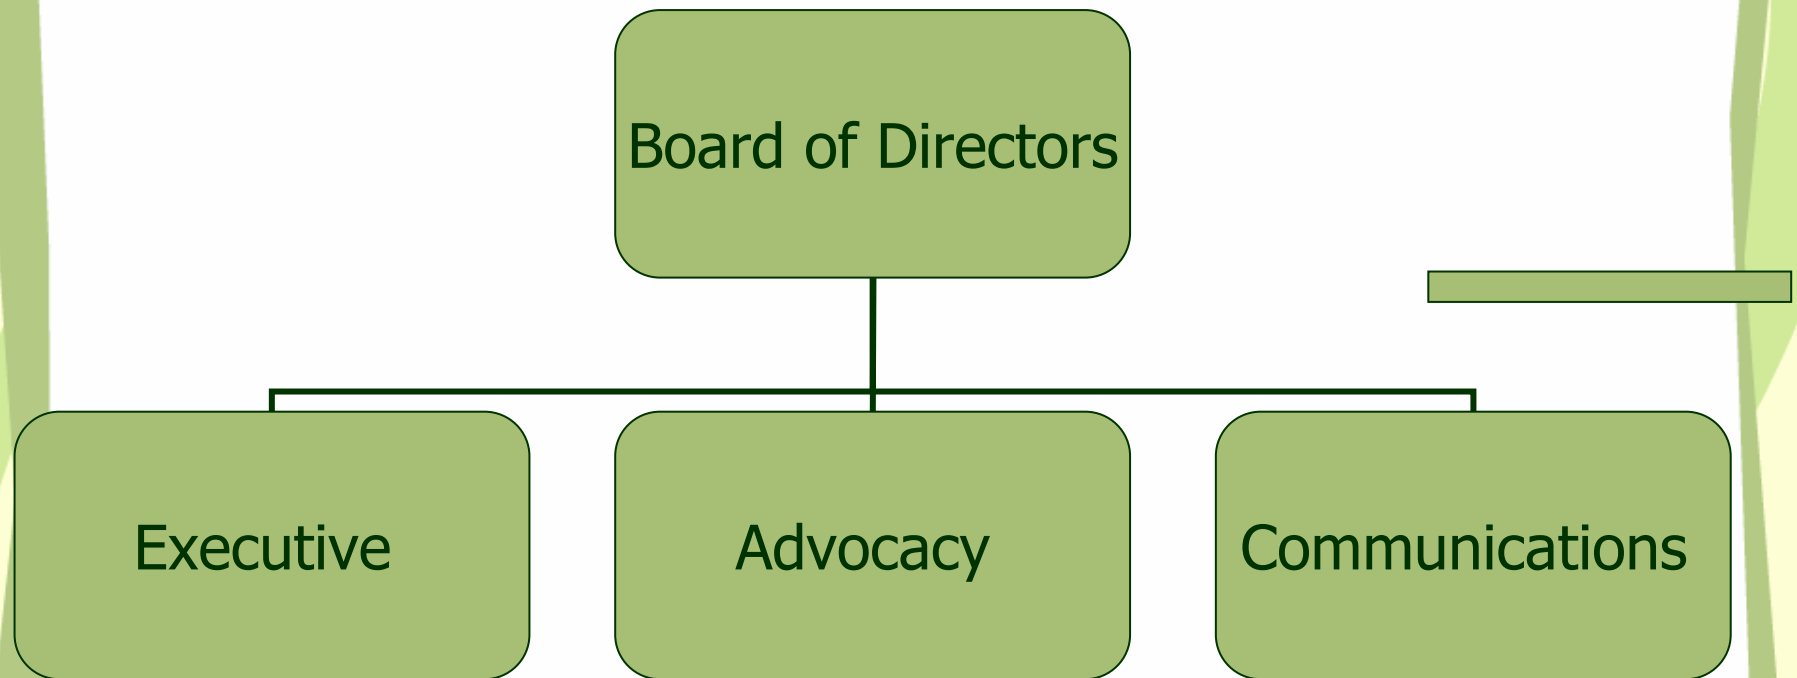 Board of Directors
Executive
Advocacy
Communications